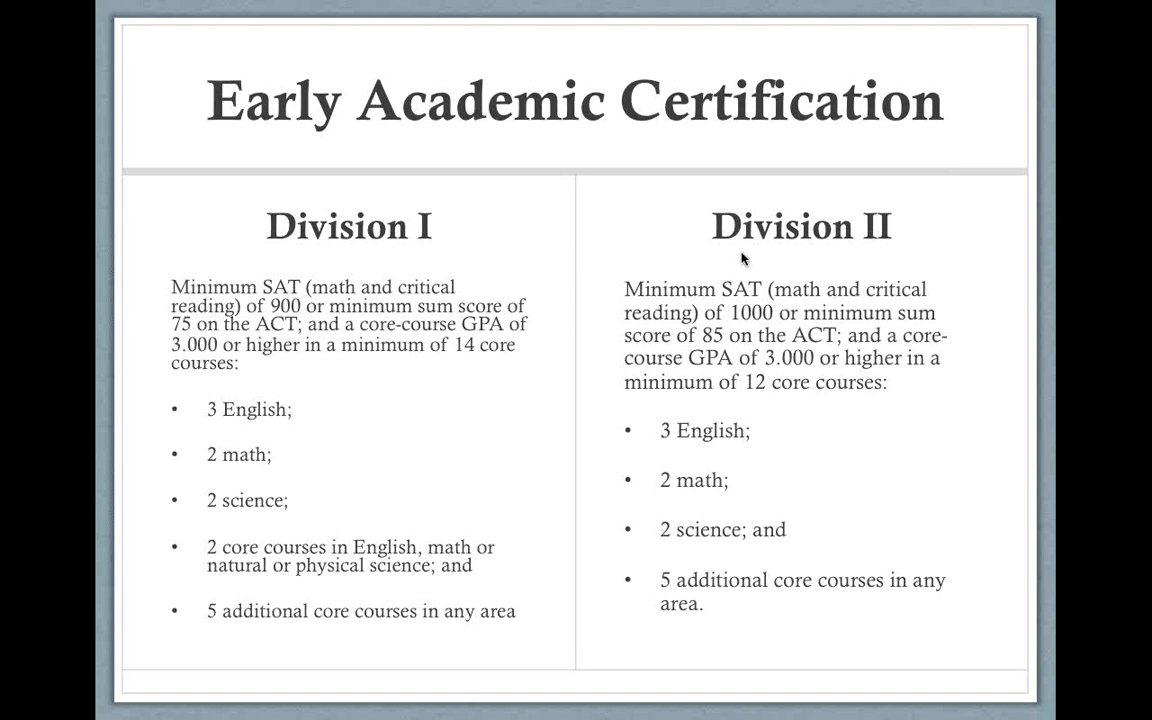 Early Academic Certification
Division I
Minimum SAT (math and critical
reading) of 900 or minimum sum score of
75 on the ACT; and a core-course GPA of
3.000 or higher in a minimum of 14 core
courses:
• 3 English;
• 2 math;
• 2 science;
• 2 core courses in English, math or
natural or physical science; and
• 5 additional core courses in any area
Division II
Minimum SAT (math and critical
reading) of 1000 or minimum sum
score of 85 on the ACT; and a core-
course GPA of 3.000 or higher in a
minimum of 12 core courses:
• 3 English;
• 2 math;
• 2 science; and
• 5 additional core courses in any
area.